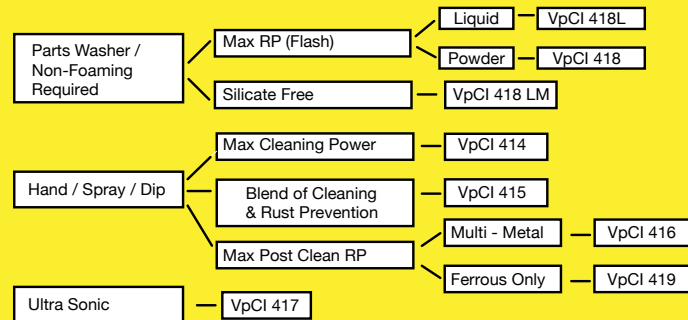 Parts Washer /
Non-Foaming
Required
Max RP (Flash)
Liquid
VpCI 418L
Powder
VpCI 418
Silicate Free
VpCI 418 LM
Hand / Spray / Dip
Max Cleaning Power
VpCI 414
Blend of Cleaning
& Rust Prevention
VpCI 415
Max Post Clean RP
Multi - Metal
VpCI 416
Ferrous Only
VpCI 419
Ultra Sonic
VpCI 417